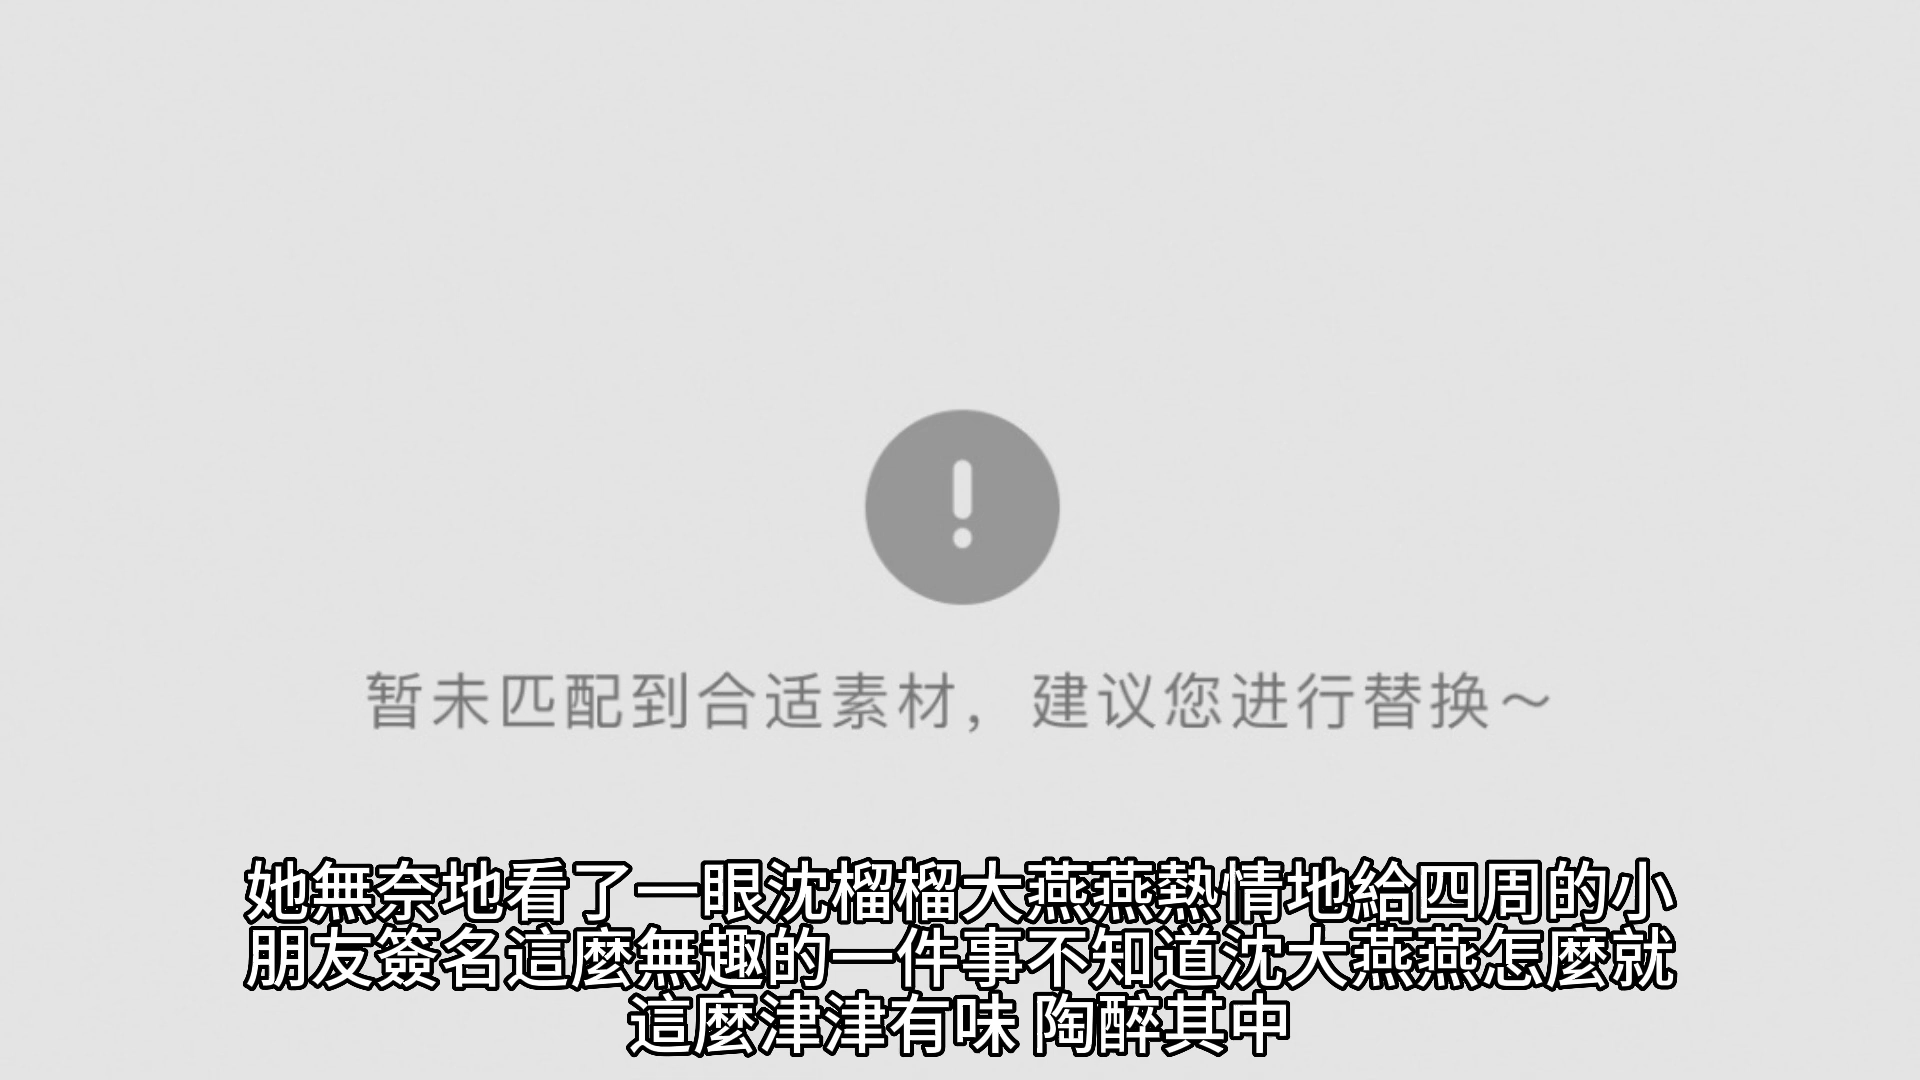 暂未匹配到合适素材，建议您进行替换～
她無奈地看了一眼沈榴榴大燕燕熱情地給四周的小
朋友簽名這麼無趣的一件事不知道沈大燕燕怎麼就
這麼津津有味 陶醉其中